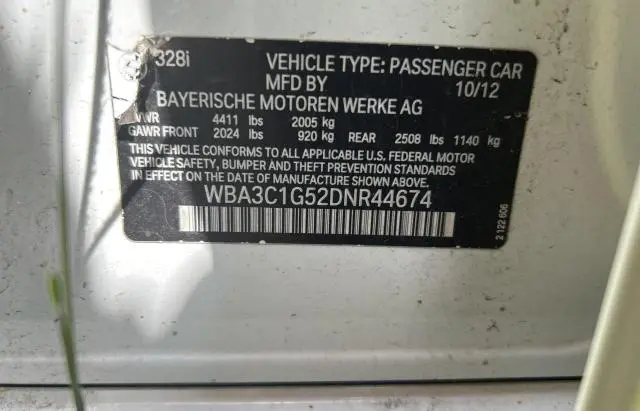 328i
VEHICLE TYPE: PASSENGER CAR
MFD BY 10/12
BAYERISCHE MOTOREN WERKE AG
VWR 4411 lbs 2005 kg
GAWR FRONT 2024 lbs 920 kg REAR 2508 lbs 1140 kg
THIS VEHICLE CONFORMS TO ALL APPLICABLE U.S. FEDERAL MOTOR
VEHICLE SAFETY, BUMPER AND THEFT PREVENTION STANDARDS
IN EFFECT ON THE DATE OF MANUFACTURE SHOWN ABOVE.
WBA3C1G52DNR44674
2 122 606